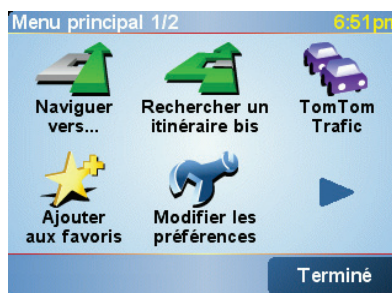 Menu principal 1/2
6:51pm
Naviguer
vers...
Rechercher un
itinéraire bis
TomTom
Trafic
Ajouter
aux favoris
Modifier les
préférences
Terminé